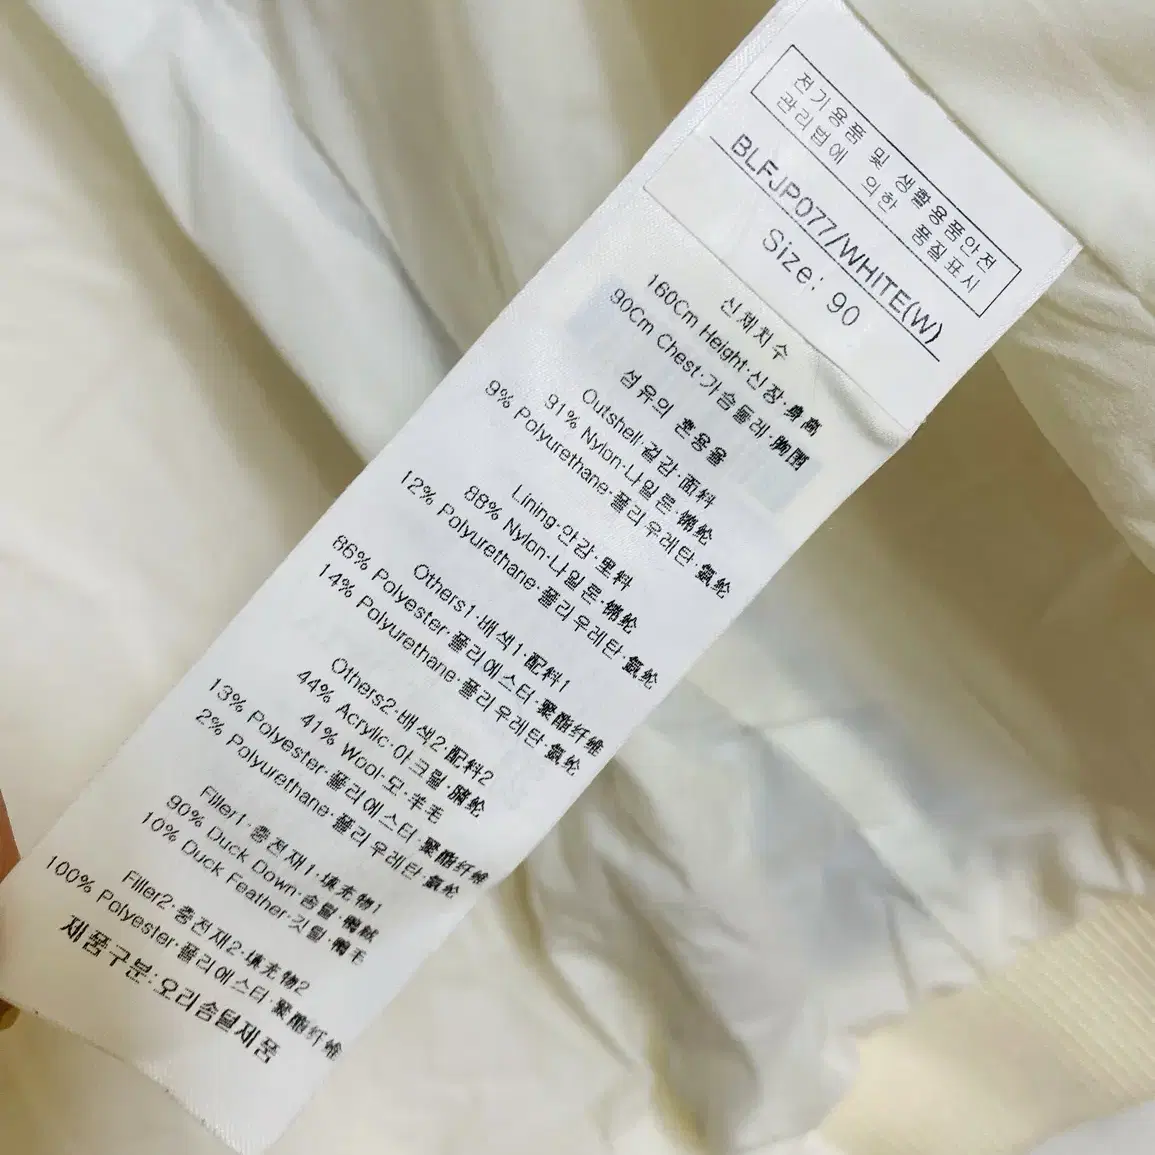 전기용품 및 생활용품안전
관리법에 의한 품질표시
BLFJP077/WHITE(W)
Size: 90
신체치수
160Cm Height·신장·身高
90Cm Chest·가슴둘레·胸围
섬유의 혼용율
Outshell·겉감·面料
91% Nylon·나일론·锦纶
9% Polyurethane·폴리우레탄·氨纶
Lining·안감·里料
88% Nylon·나일론·锦纶
12% Polyurethane·폴리우레탄·氨纶
Others1·배색1·配料1
86% Polyester·폴리에스터·聚酯纤维
14% Polyurethane·폴리우레탄·氨纶
Others2·배색2·配料2
44% Acrylic·아크릴·腈纶
41% Wool·모·羊毛
13% Polyester·폴리에스터·聚酯纤维
2% Polyurethane·폴리우레탄·氨纶
Filler1·충전재1·填充物1
90% Duck Down·솜털·鸭绒
10% Duck Feather·깃털·鸭毛
Filler2·충전재2·填充物2
100% Polyester·폴리에스터·聚酯纤维
제품구분:오리솜털제품